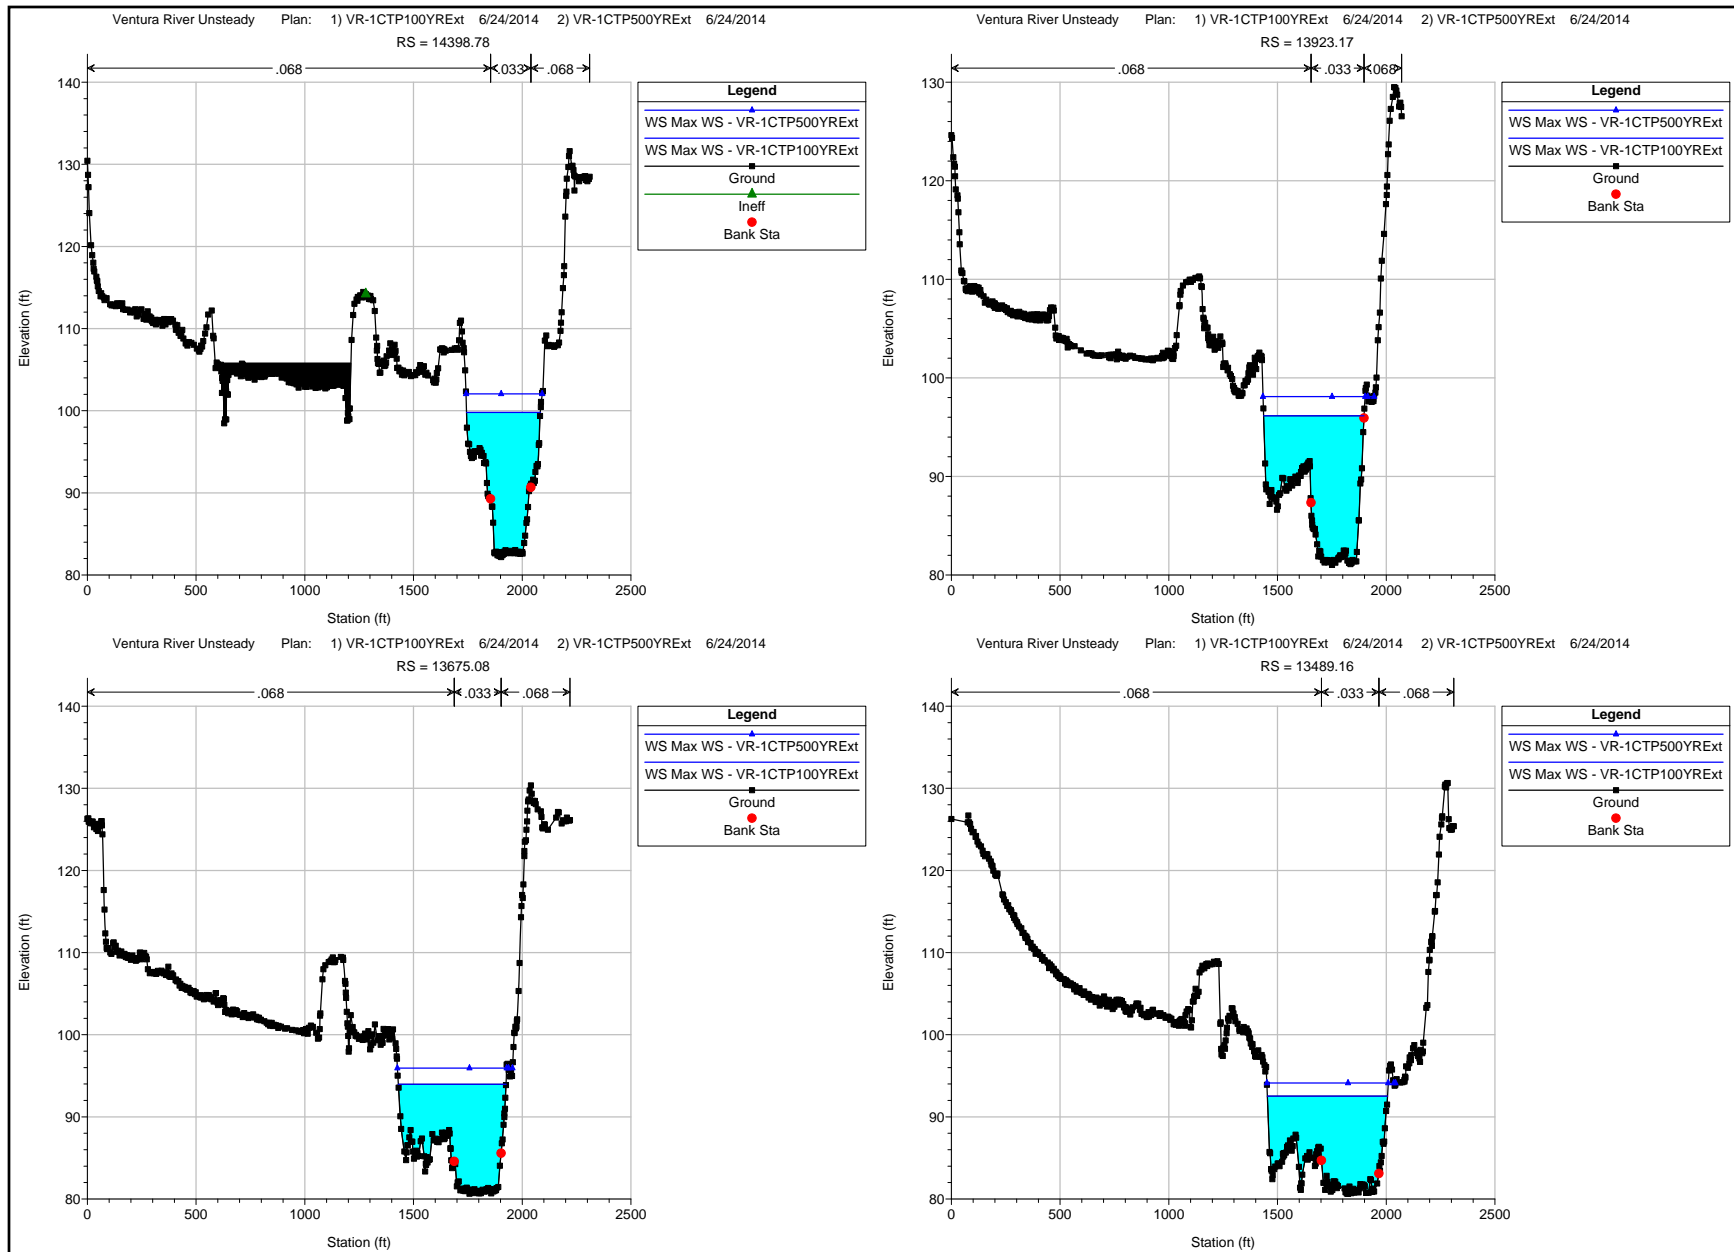 Ventura River Unsteady Plan: 1) VR-1CTP100YRExt 6/24/2014 2) VR-1CTP500YRExt 6/24/2014
RS = 14398.78
.068 .033 .068
140
130
120
110
100
90
80
0 500 1000 1500 2000 2500
Elevation (ft)
Station (ft)
Legend
WS Max WS - VR-1CTP500YRExt
WS Max WS - VR-1CTP100YRExt
Ground
Ineff
Bank Sta
Ventura River Unsteady Plan: 1) VR-1CTP100YRExt 6/24/2014 2) VR-1CTP500YRExt 6/24/2014
RS = 13923.17
.068 .033 .068
130
120
110
100
90
80
0 500 1000 1500 2000 2500
Elevation (ft)
Station (ft)
Legend
WS Max WS - VR-1CTP500YRExt
WS Max WS - VR-1CTP100YRExt
Ground
Bank Sta
Ventura River Unsteady Plan: 1) VR-1CTP100YRExt 6/24/2014 2) VR-1CTP500YRExt 6/24/2014
RS = 13675.08
.068 .033 .068
140
130
120
110
100
90
80
0 500 1000 1500 2000 2500
Elevation (ft)
Station (ft)
Legend
WS Max WS - VR-1CTP500YRExt
WS Max WS - VR-1CTP100YRExt
Ground
Bank Sta
Ventura River Unsteady Plan: 1) VR-1CTP100YRExt 6/24/2014 2) VR-1CTP500YRExt 6/24/2014
RS = 13489.16
.068 .033 .068
140
130
120
110
100
90
80
0 500 1000 1500 2000 2500
Elevation (ft)
Station (ft)
Legend
WS Max WS - VR-1CTP500YRExt
WS Max WS - VR-1CTP100YRExt
Ground
Bank Sta